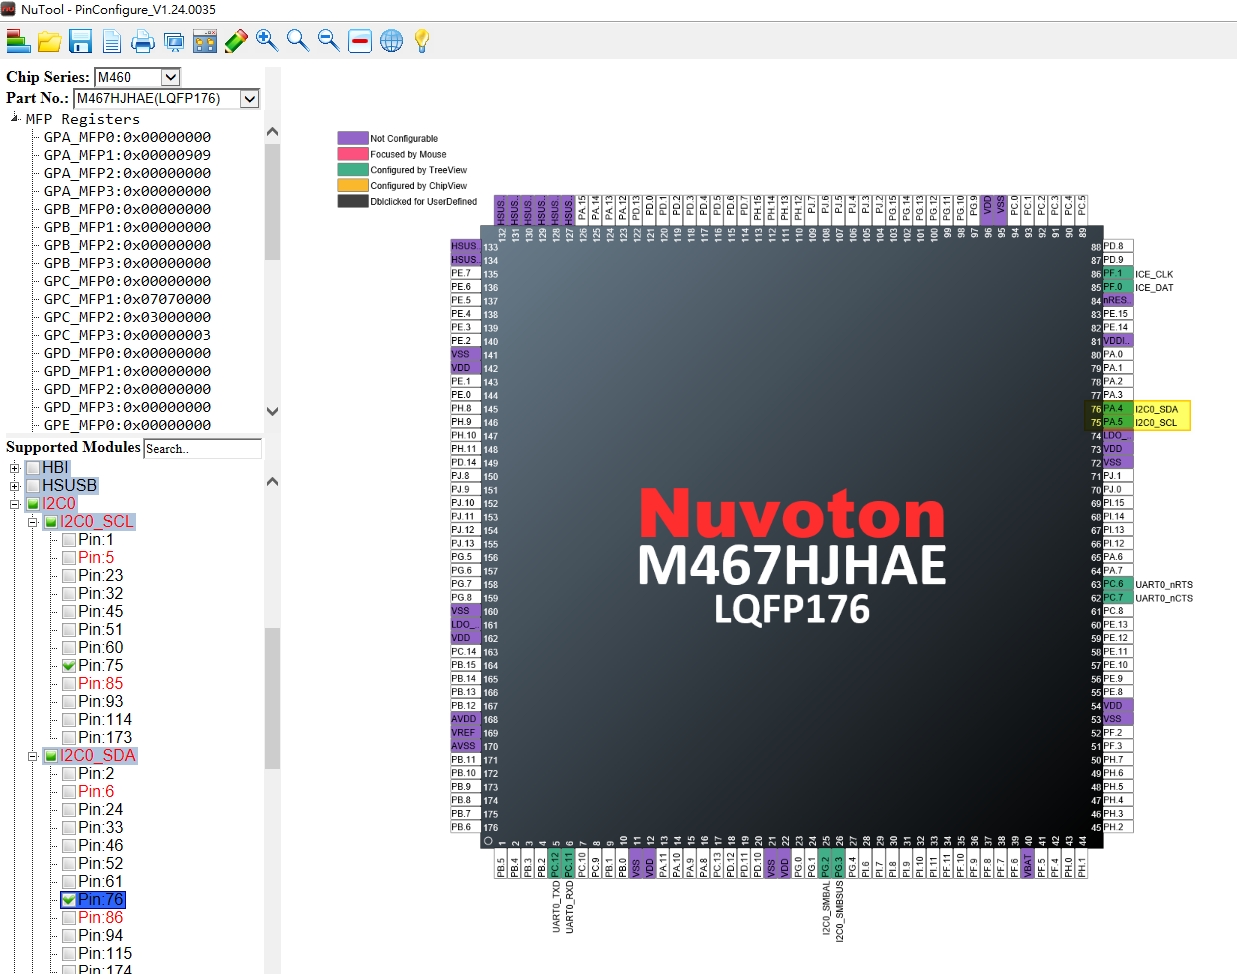 NuTool - PinConfigure_V1.24.0035
Chip Series: M460
Part No.: M467HJHAE(LQFP176)
MFP Registers
GPA_MFP0:0x00000000
GPA_MFP1:0x00000909
GPA_MFP2:0x00000000
GPA_MFP3:0x00000000
GPB_MFP0:0x00000000
GPB_MFP1:0x00000000
GPB_MFP2:0x00000000
GPB_MFP3:0x00000000
GPC_MFP0:0x00000000
GPC_MFP1:0x07070000
GPC_MFP2:0x03000000
GPC_MFP3:0x00000003
GPD_MFP0:0x00000000
GPD_MFP1:0x00000000
GPD_MFP2:0x00000000
GPD_MFP3:0x00000000
GPE_MFP0:0x00000000
Supported Modules Search..
HBI
HSUSB
I2C0
I2C0_SCL
Pin:1
Pin:5
Pin:23
Pin:32
Pin:45
Pin:51
Pin:60
Pin:75
Pin:85
Pin:93
Pin:114
Pin:173
I2C0_SDA
Pin:2
Pin:6
Pin:24
Pin:33
Pin:46
Pin:52
Pin:61
Pin:76
Pin:86
Pin:94
Pin:115
Pin:174
Not Configurable
Focused by Mouse
Configured by TreeView
Configured by ChipView
Dblclicked for UserDefined
HSUS. HSUS. HSUS. HSUS. HSUS. HSUS. PA.15 PA.14 PA.13 PA.12 PD.13 PD.0 PD.1 PD.2 PD.3 PD.4 PD.5 PD.6 PD.7 PH.15 PH.14 PH.13 PH.12 PJ.7 PJ.6 PJ.5 PJ.4 PJ.3 PJ.2 PG.15 PG.14 PG.13 PG.12 PG.11 PG.10 PG.9 VDD VSS PC.0 PC.1 PC.2 PC.3 PC.4 PC.5
132 131 130 129 128 127 126 125 124 123 122 121 120 119 118 117 116 115 114 113 112 111 110 109 108 107 106 105 104 103 102 101 100 99 98 97 96 95 94 93 92 91 90 89
HSUS. 133
HSUS. 134
PE.7 135
PE.6 136
PE.5 137
PE.4 138
PE.3 139
PE.2 140
VSS 141
VDD 142
PE.1 143
PE.0 144
PH.8 145
PH.9 146
PH.10 147
PH.11 148
PD.14 149
PJ.8 150
PJ.9 151
PJ.10 152
PJ.11 153
PJ.12 154
PJ.13 155
PG.5 156
PG.6 157
PG.7 158
PG.8 159
VSS 160
LDO_. 161
VDD 162
PC.14 163
PB.15 164
PB.14 165
PB.13 166
PB.12 167
AVDD 168
VREF 169
AVSS 170
PB.11 171
PB.10 172
PB.9 173
PB.8 174
PB.7 175
PB.6 176
Nuvoton
M467HJHAE
LQFP176
88 PD.8
87 PD.9
86 PF.1 ICE_CLK
85 PF.0 ICE_DAT
84 nRES..
83 PE.15
82 PE.14
81 VDDI..
80 PA.0
79 PA.1
78 PA.2
77 PA.3
76 PA.4 I2C0_SDA
75 PA.5 I2C0_SCL
74 LDO_.
73 VDD
72 VSS
71 PJ.1
70 PJ.0
69 PI.15
68 PI.14
67 PI.13
66 PI.12
65 PA.6
64 PA.7
63 PC.6 UART0_nRTS
62 PC.7 UART0_nCTS
61 PC.8
60 PE.13
59 PE.12
58 PE.11
57 PE.10
56 PE.9
55 PE.8
54 VDD
53 VSS
52 PF.2
51 PF.3
50 PH.7
49 PH.6
48 PH.5
47 PH.4
46 PH.3
45 PH.2
1 2 3 4 5 6 7 8 9 10 11 12 13 14 15 16 17 18 19 20 21 22 23 24 25 26 27 28 29 30 31 32 33 34 35 36 37 38 39 40 41 42 43 44
PB.5 PB.4 PB.3 PB.2 PC.12 PC.11 PC.10 PC.9 PB.1 PB.0 VSS VDD PA.11 PA.10 PA.9 PA.8 PC.13 PD.12 PD.11 PD.10 VSS VDD PG.0 PG.1 PG.2 PG.3 PG.4 PI.6 PI.7 PI.8 PI.9 PI.10 PI.11 PF.11 PF.10 PF.9 PF.8 PF.7 PF.6 VBAT PF.5 PF.4 PH.0 PH.1
UART0_TXD UART0_RXD I2C0_SMBAL I2C0_SMBSUS